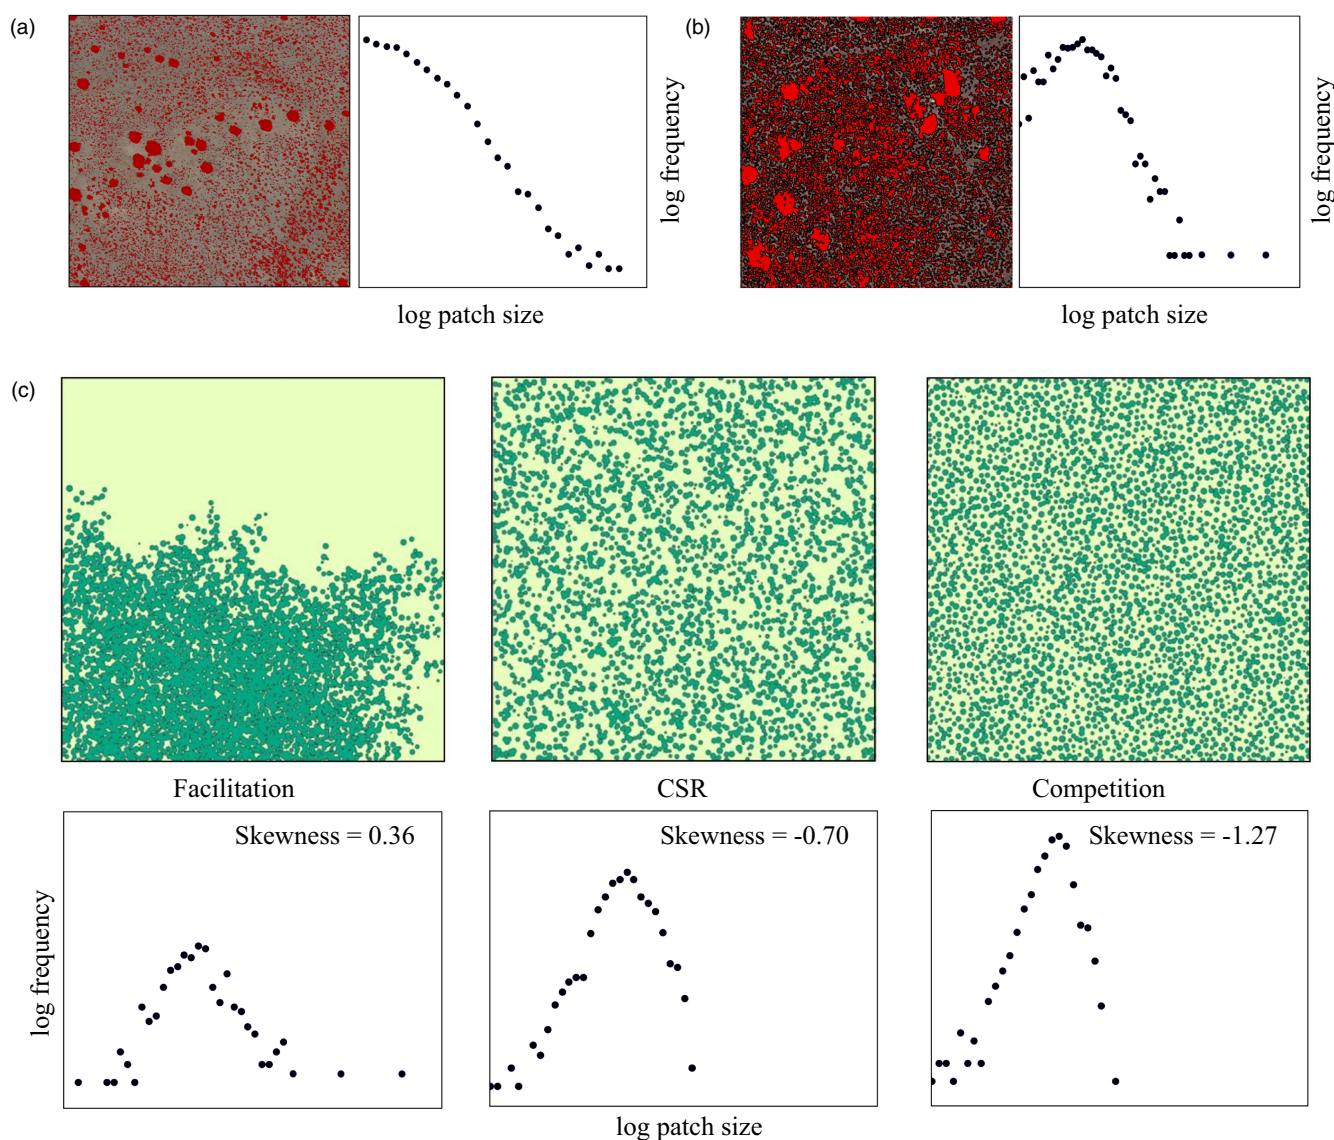 (a)
log frequency
log patch size
(b)
log frequency
log patch size
(c)
Facilitation
CSR
Competition
Skewness = 0.36
Skewness = -0.70
Skewness = -1.27
log frequency
log patch size